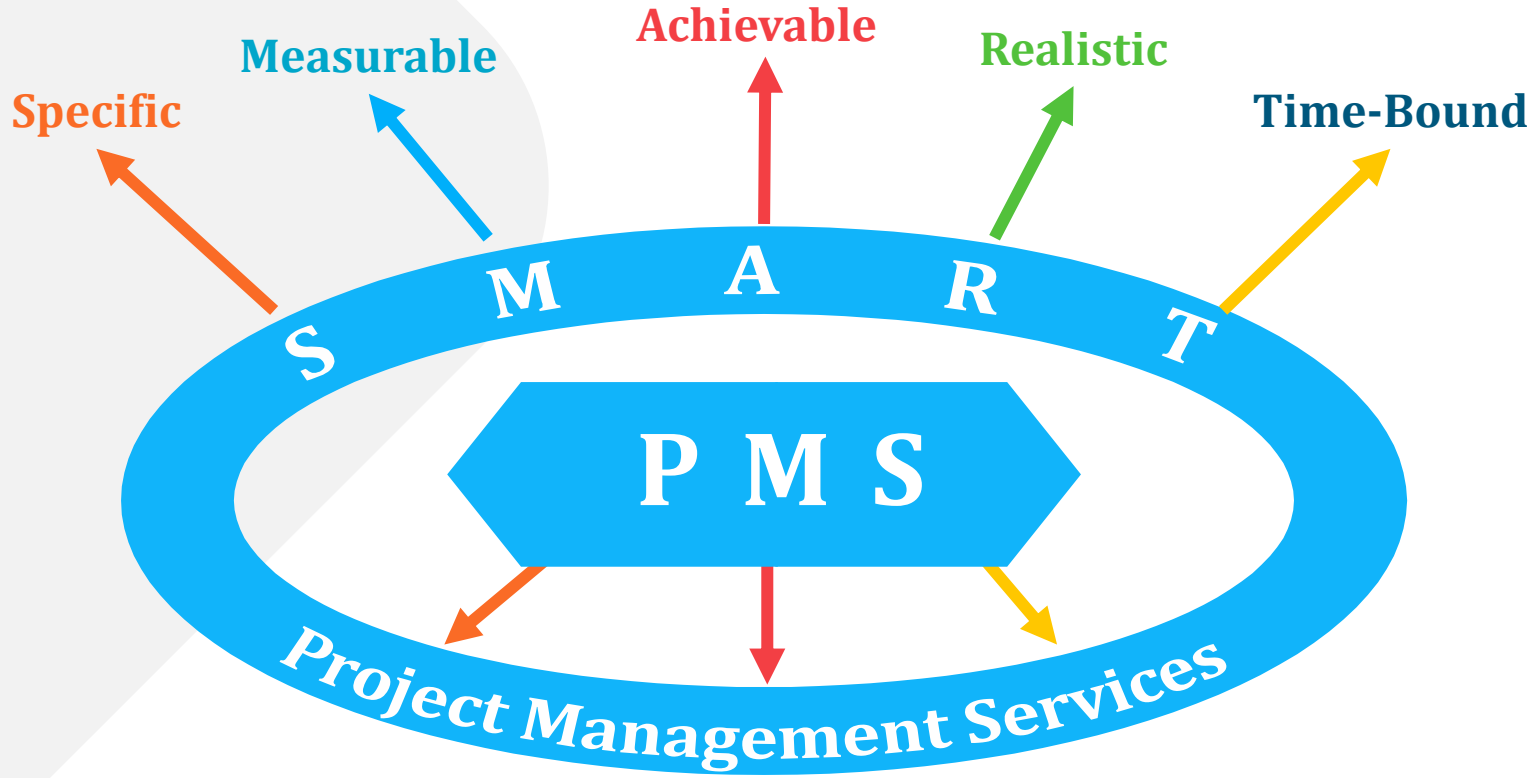 Achievable
Measurable
Realistic
Specific
Time-Bound
S M A R T
P M S
Project Management Services